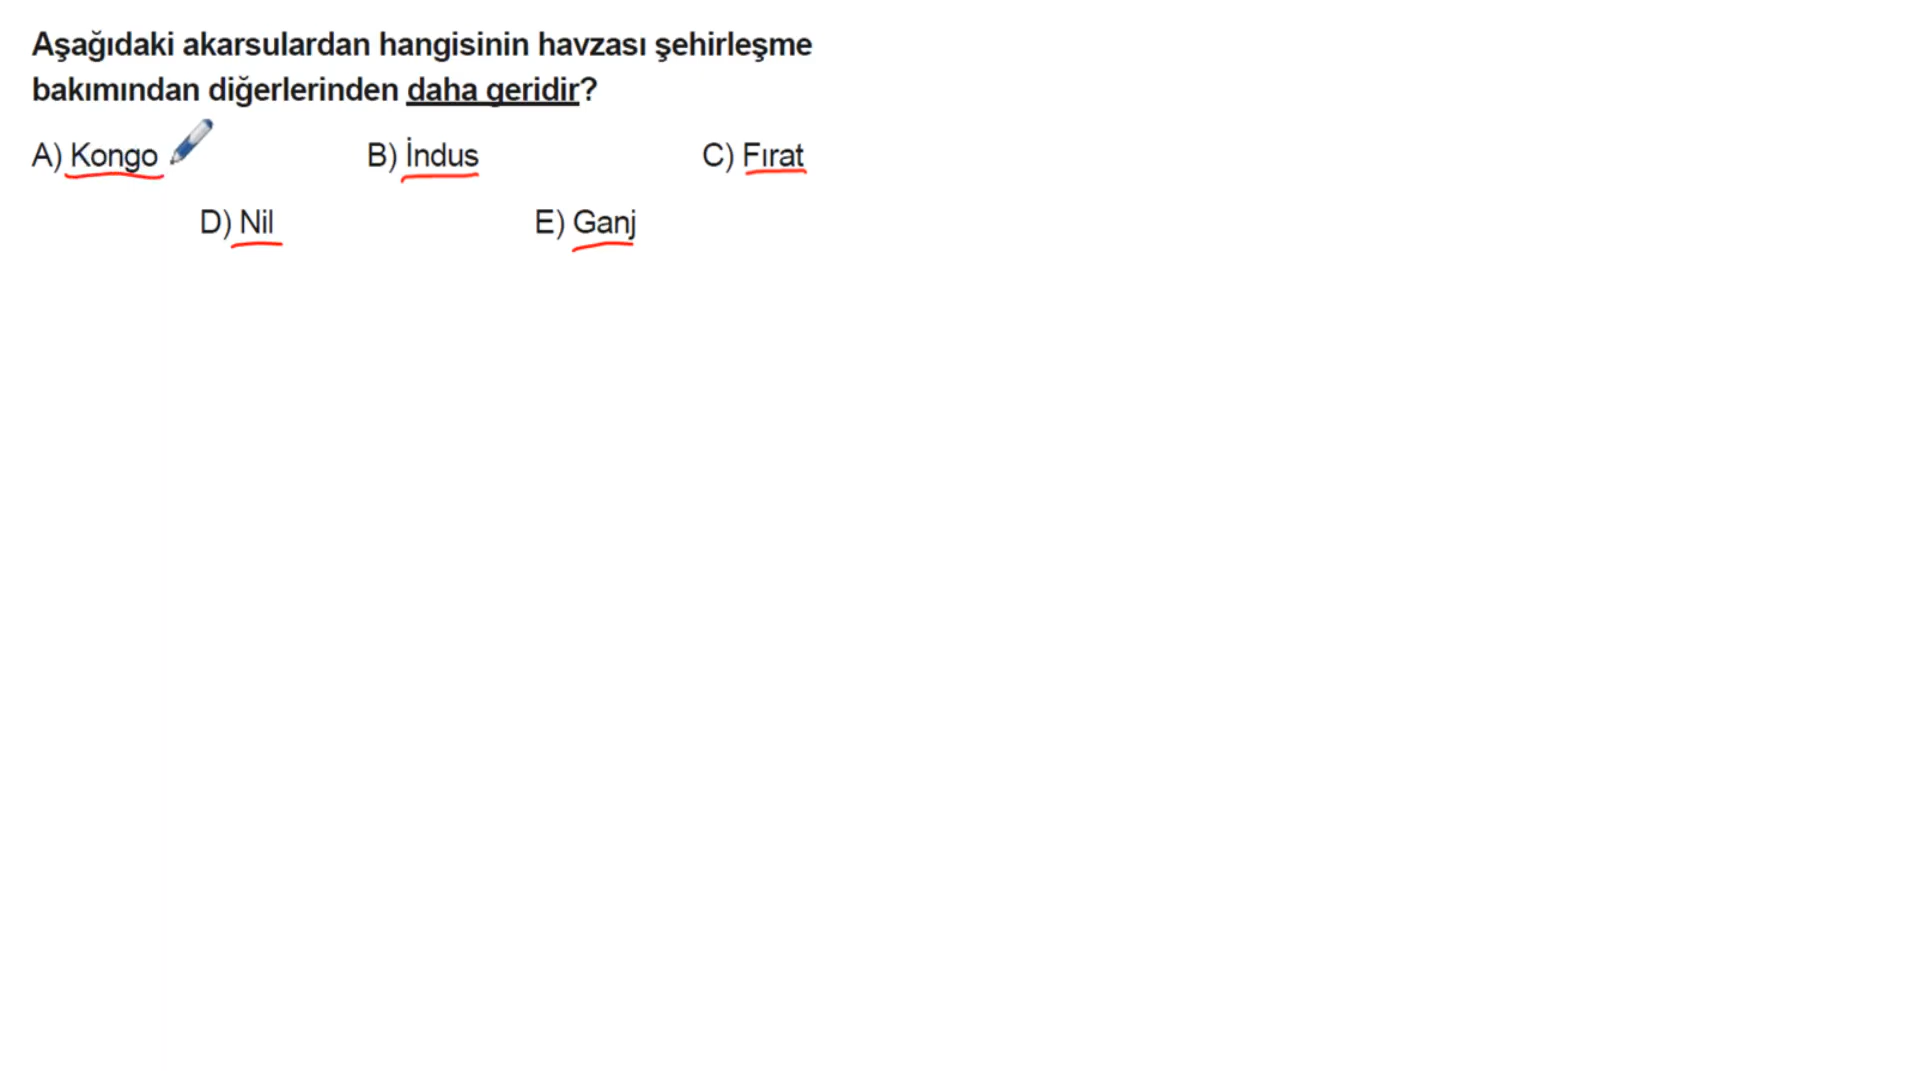 Aşağıdaki akarsulardan hangisinin havzası şehirleşme
bakımından diğerlerinden daha geridir?
A) Kongo B) İndus C) Fırat
D) Nil E) Ganj